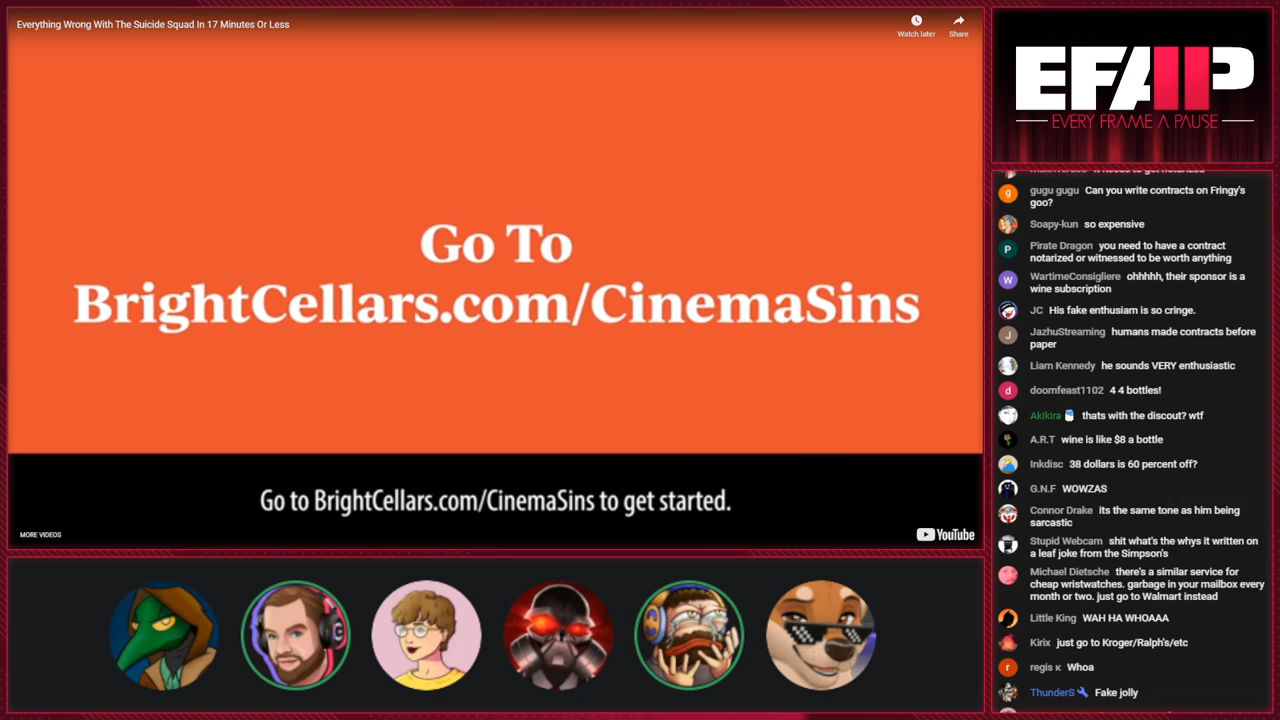 Everything Wrong With The Suicide Squad In 17 Minutes Or Less
Watch later
Share
Go To
BrightCellars.com/CinemaSins
Go to BrightCellars.com/CinemaSins to get started.
MORE VIDEOS
YouTube
EFAP
EVERY FRAME A PAUSE
gugu gugu Can you write contracts on Fringy's
goo?
Soapy-kun so expensive
Pirate Dragon you need to have a contract
notarized or witnessed to be worth anything
WartimeConsigliere ohhhhh, their sponsor is a
wine subscription
JC His fake enthusiam is so cringe.
JazhuStreaming humans made contracts before
paper
Liam Kennedy he sounds VERY enthusiastic
doomfeast1102 4 4 bottles!
Akikira thats with the discout? wtf
A.R.T wine is like $8 a bottle
Inkdisc 38 dollars is 60 percent off?
G.N.F WOWZAS
Connor Drake its the same tone as him being
sarcastic
Stupid Webcam shit what's the whys it written on
a leaf joke from the Simpson's
Michael Dietsche there's a similar service for
cheap wristwatches. garbage in your mailbox every
month or two. just go to Walmart instead
Little King WAH HA WHOAAA
Kirix just go to Kroger/Ralph's/etc
regis κ Whoa
ThunderS Fake jolly